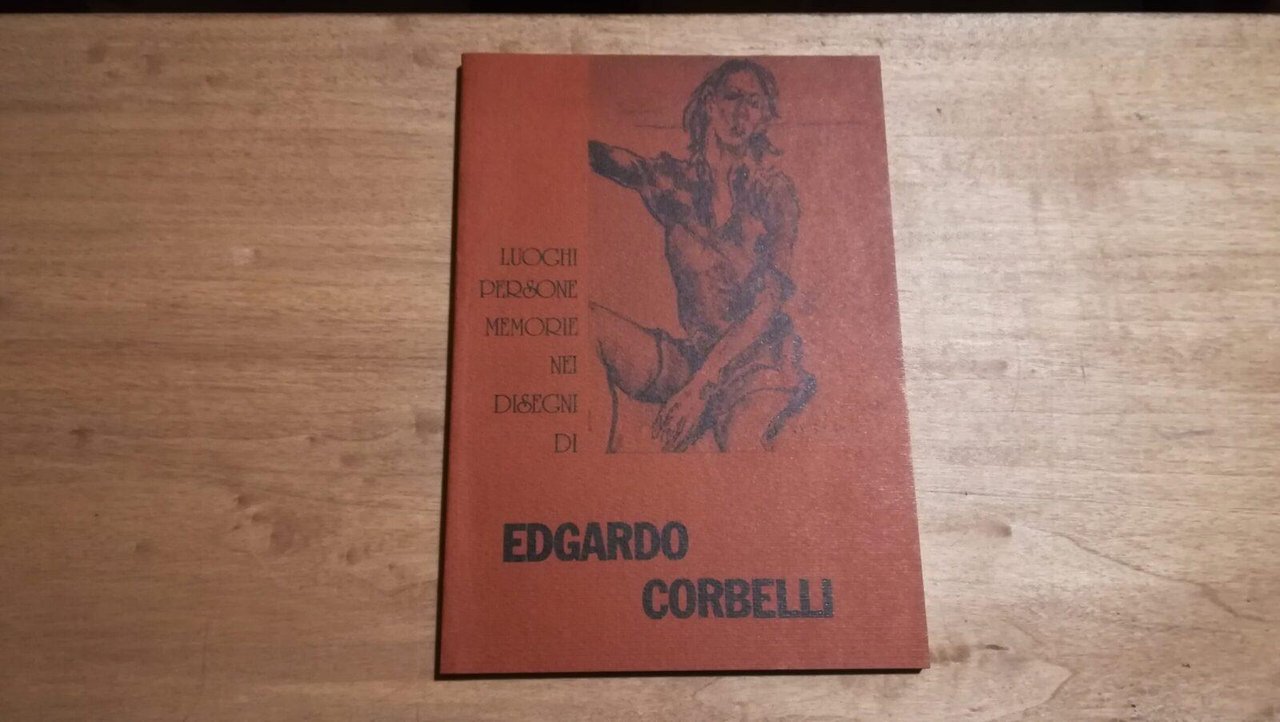 LUOGHI
PERSONE
MEMORIE
NEI
DISEGNI
DI
EDGARDO
CORBELLI